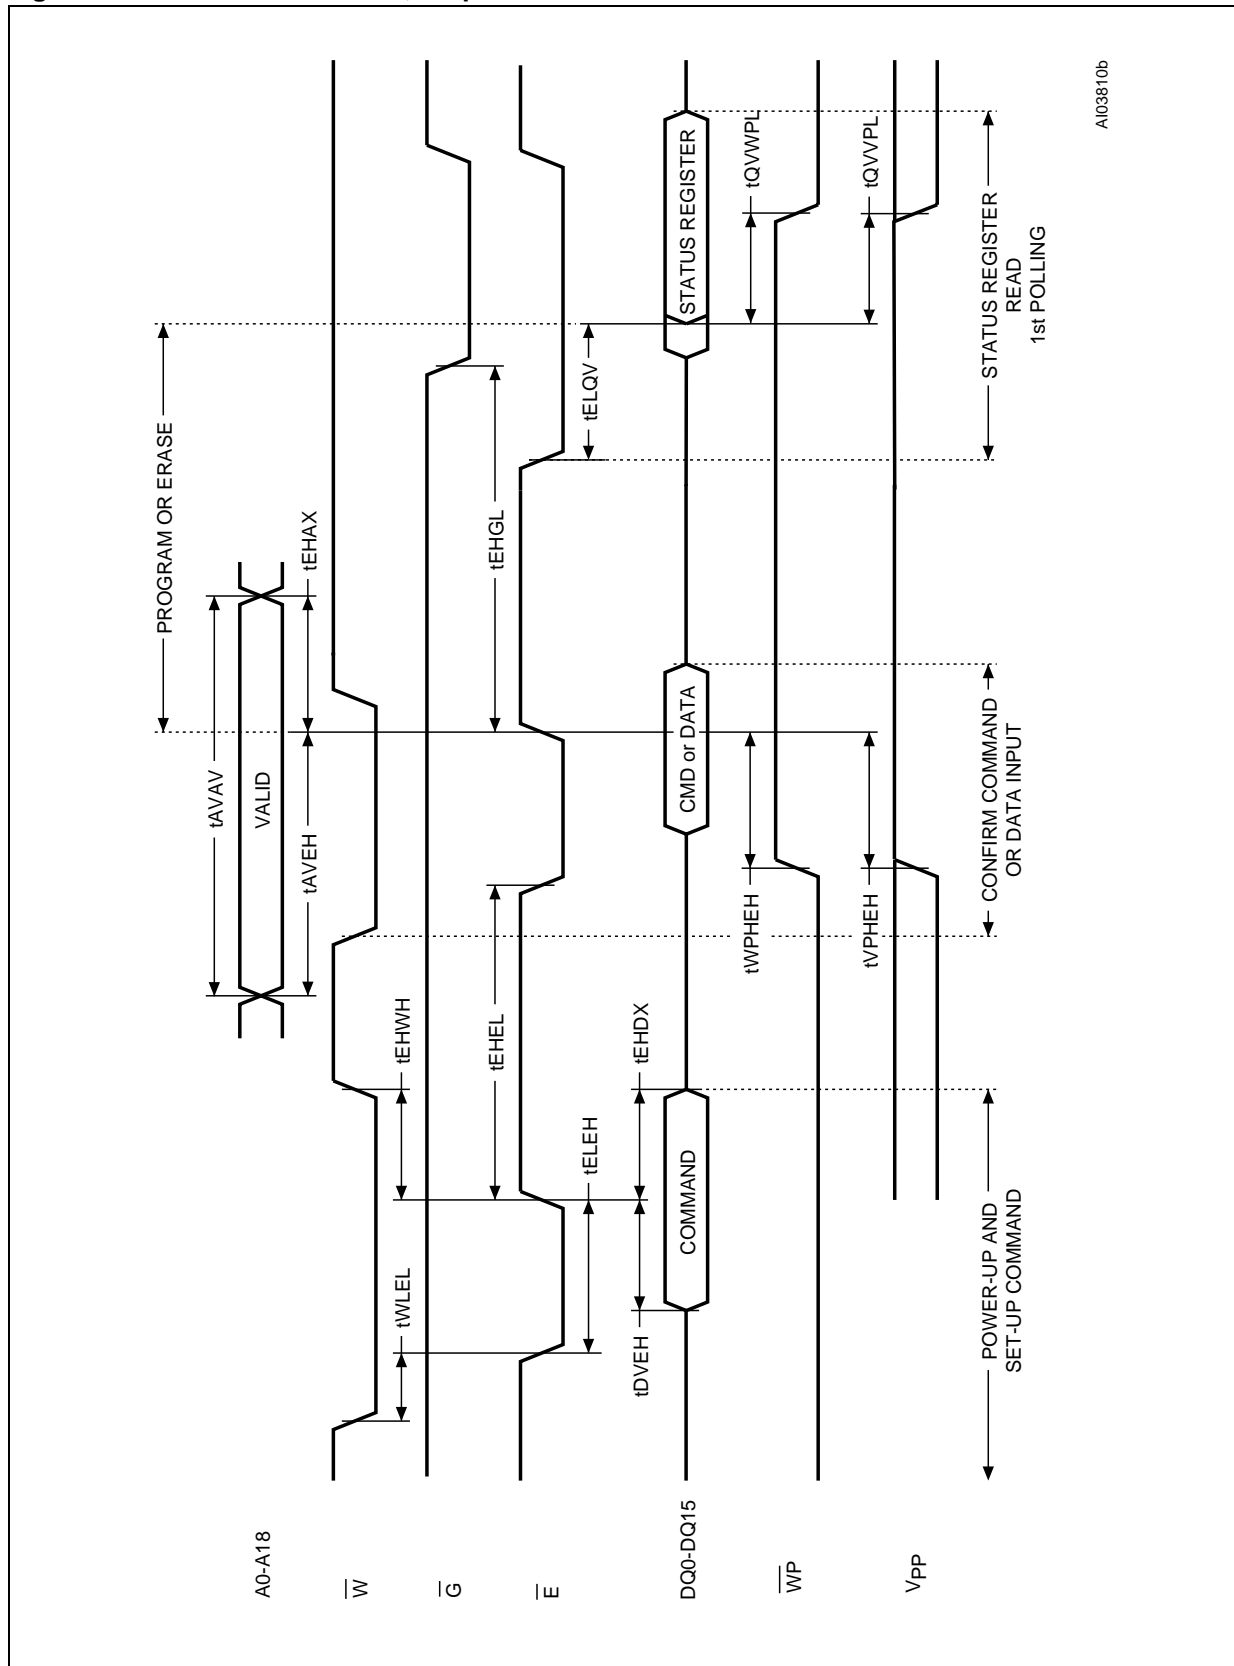 A0-A18
VALID
tAVAV
tAVEH
tEHAX
PROGRAM OR ERASE
W
tWLEL
tEHWH
G
tEHEL
tEHGL
E
tELEH
tELQV
DQ0-DQ15
COMMAND
CMD or DATA
STATUS REGISTER
tDVEH
tEHDX
WP
tWPHEH
tQVWPL
VPP
tVPHEH
tQVVPL
POWER-UP AND
SET-UP COMMAND
CONFIRM COMMAND
OR DATA INPUT
STATUS REGISTER
READ
1st POLLING
AI03810b